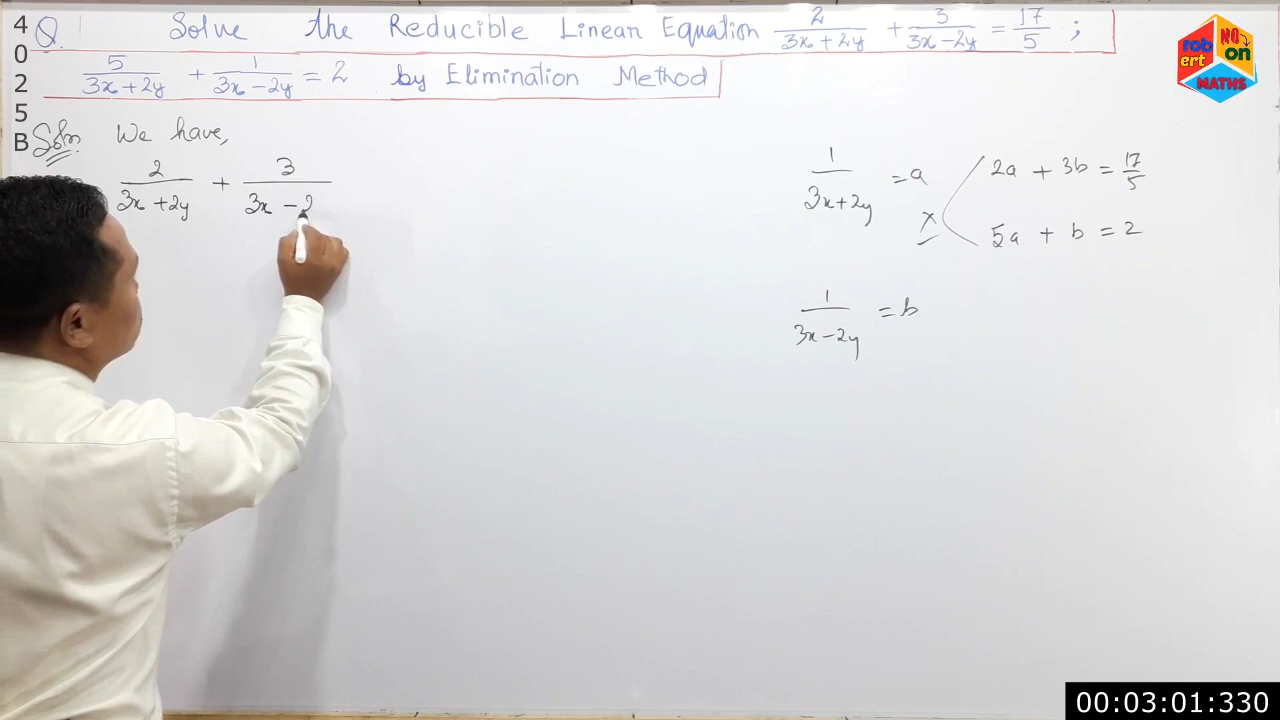 Q. Solve the Reducible Linear Equation 2/(3x+2y) + 3/(3x-2y) = 17/5 ;
5/(3x+2y) + 1/(3x-2y) = 2 by Elimination Method
4
0
2
5
B
Soln. We have,
2/(3x+2y) + 3/(3x-2
1/(3x+2y) = a
2a + 3b = 17/5
x
5a + b = 2
1/(3x-2y) = b
robert
NO
on
MATHS
00:03:01:330